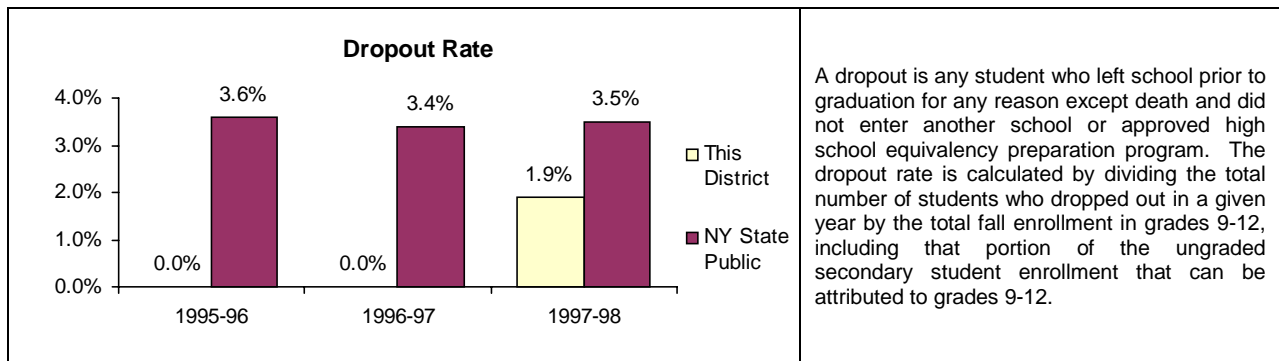 Dropout Rate
4.0%
3.0%
2.0%
1.0%
0.0%
3.6%
3.4%
3.5%
1.9%
0.0%
0.0%
1995-96
1996-97
1997-98
This
District
NY State
Public
A dropout is any student who left school prior to
graduation for any reason except death and did
not enter another school or approved high
school equivalency preparation program. The
dropout rate is calculated by dividing the total
number of students who dropped out in a given
year by the total fall enrollment in grades 9-12,
including that portion of the ungraded
secondary student enrollment that can be
attributed to grades 9-12.